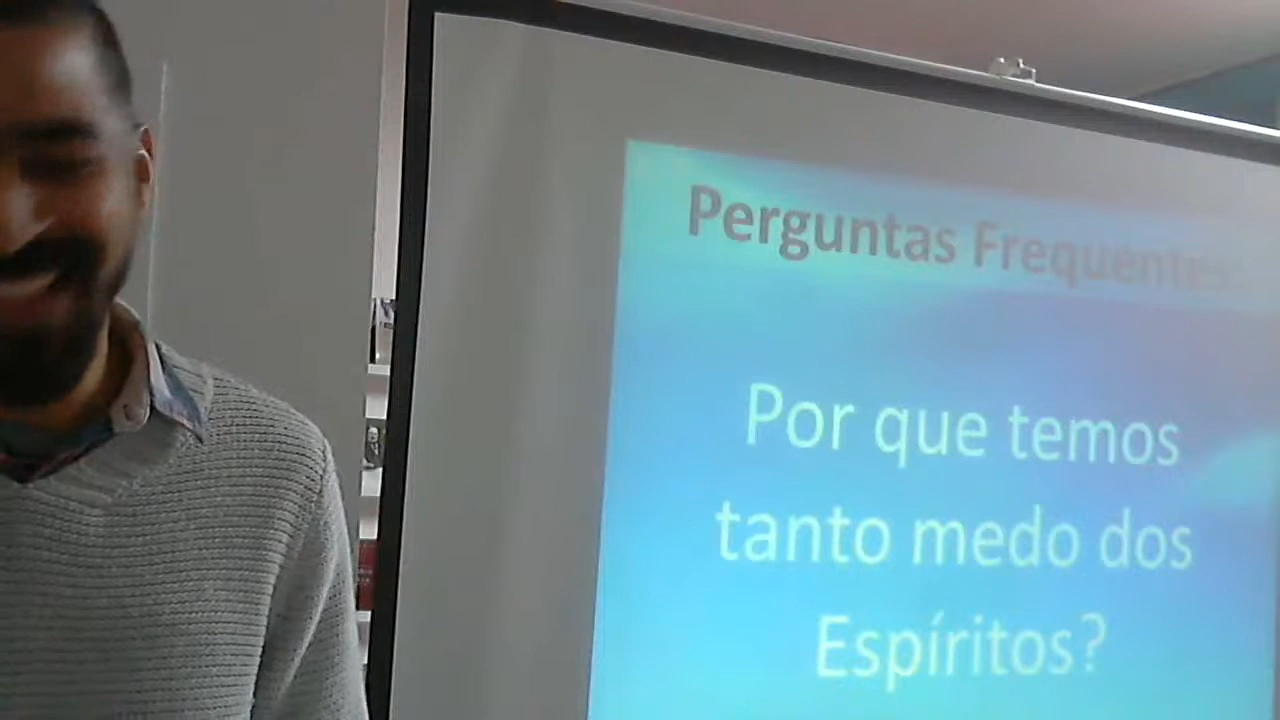 Perguntas Frequentes:
Por que temos
tanto medo dos
Espíritos?